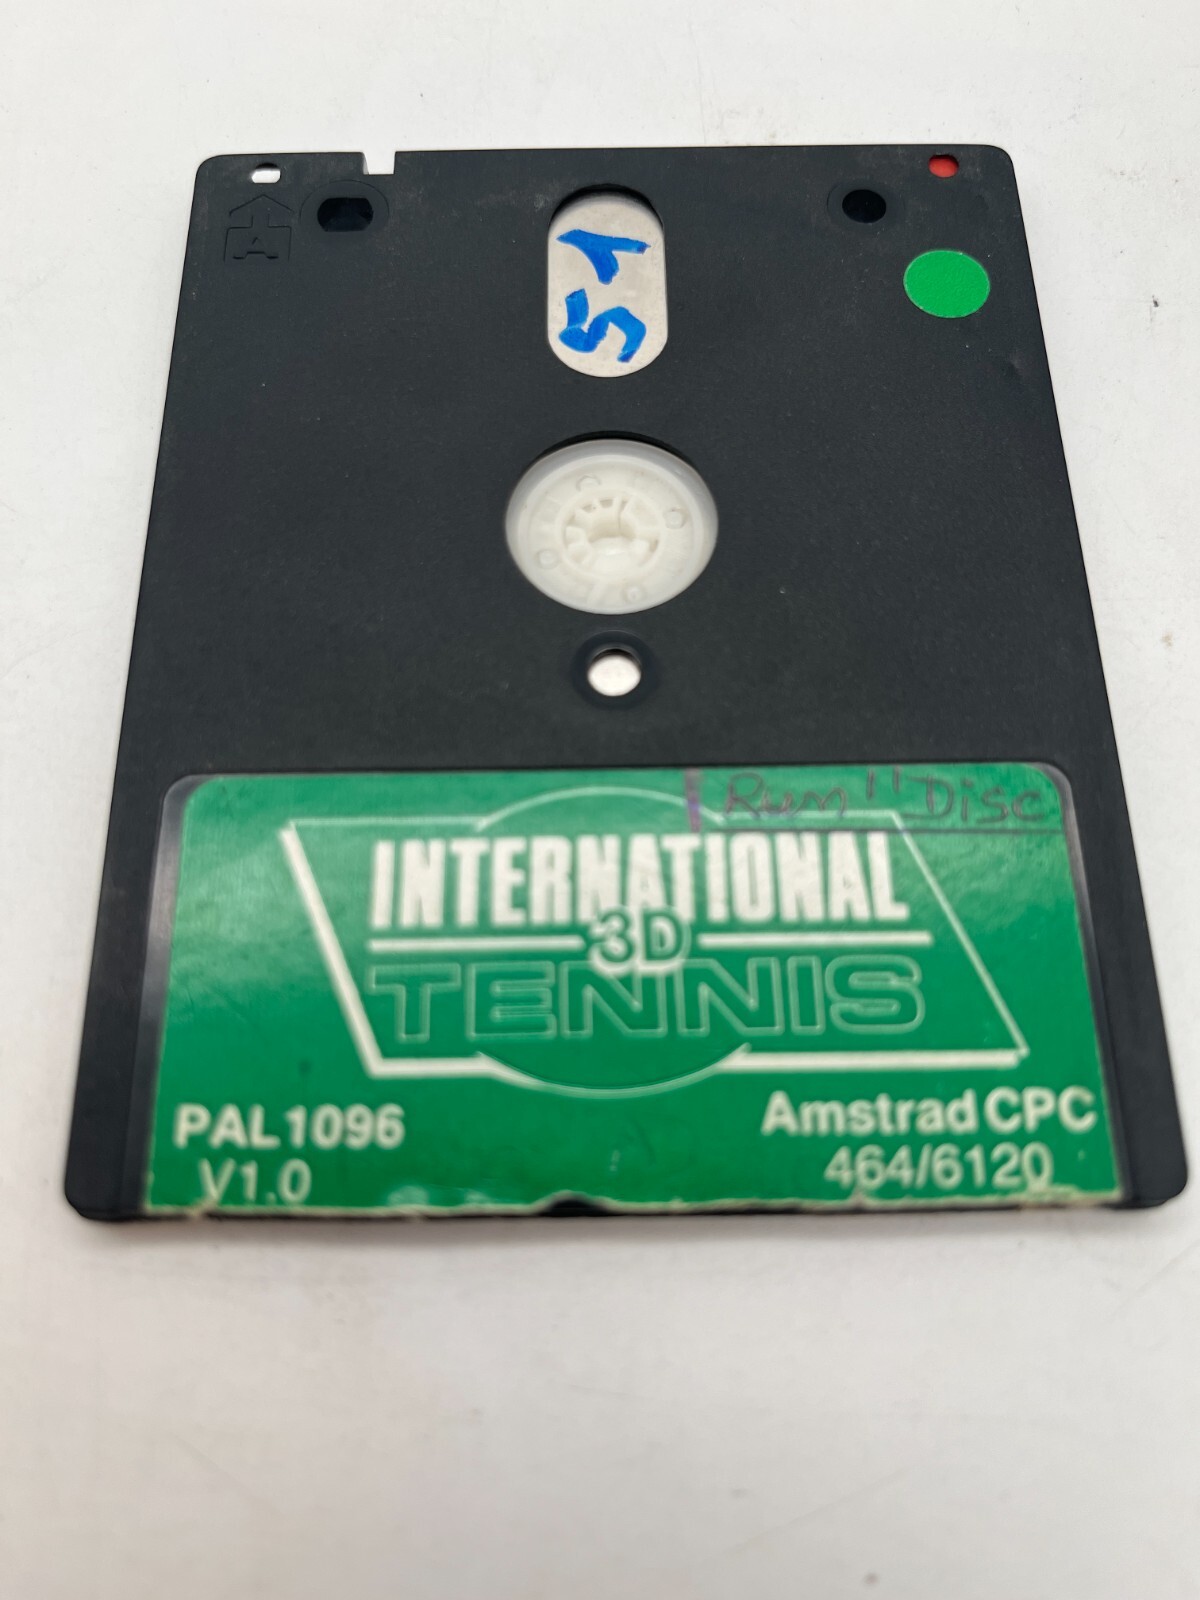 A
51
Run" Disc
INTERNATIONAL
3D
TENNIS
PAL 1096
V1.0
Amstrad CPC
464/6120